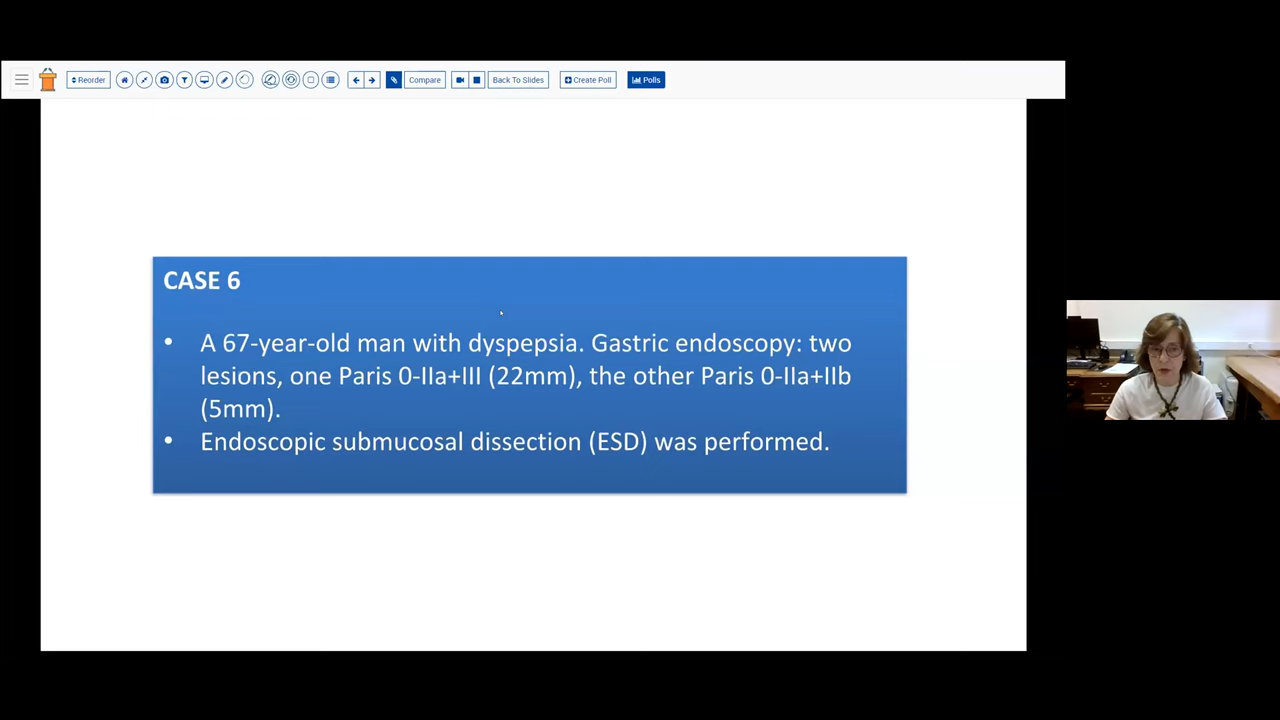 Reorder
Compare
Back To Slides
Create Poll
Polls
CASE 6
• A 67-year-old man with dyspepsia. Gastric endoscopy: two
lesions, one Paris 0-IIa+III (22mm), the other Paris 0-IIa+IIb
(5mm).
• Endoscopic submucosal dissection (ESD) was performed.